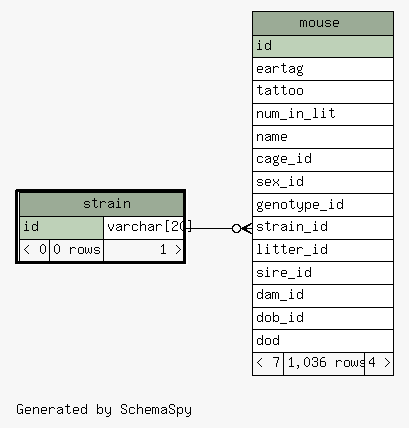 mouse
id
eartag
tattoo
num_in_lit
name
cage_id
sex_id
genotype_id
strain_id
litter_id
sire_id
dam_id
dob_id
dod
< 7 1,036 rows 4 >
strain
id varchar[20]
< 0 0 rows 1 >
Generated by SchemaSpy